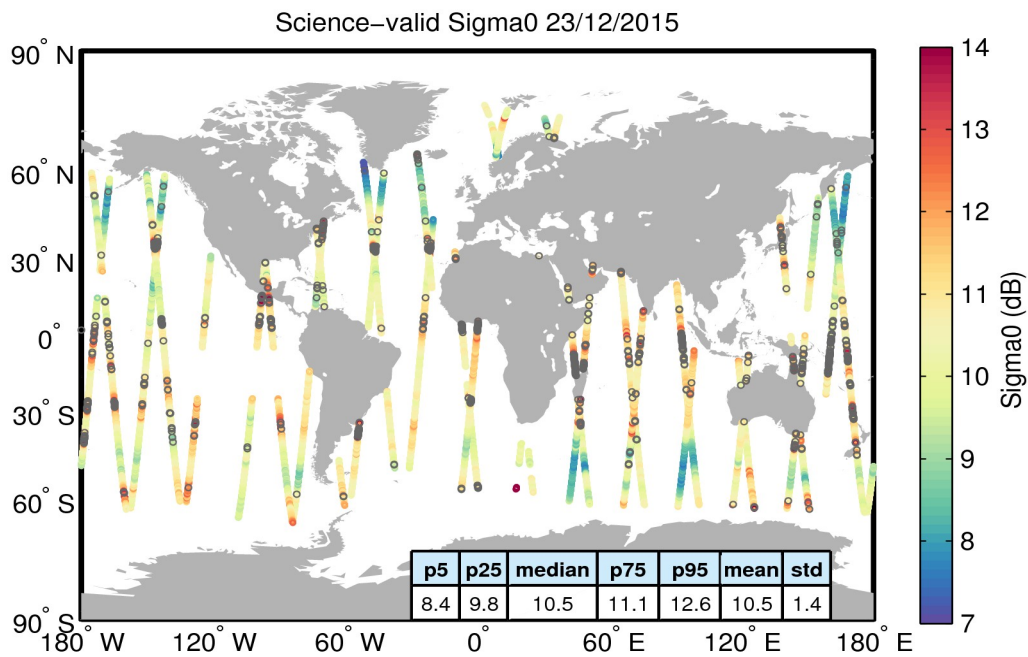 Science−valid Sigma0 23/12/2015
90° N
60° N
30° N
0°
30° S
60° S
90° S
180° W
120° W
60° W
0°
60° E
120° E
180° E
p5 p25 median p75 p95 mean std
8.4 9.8 10.5 11.1 12.6 10.5 1.4
14
13
12
11
10
9
8
7
Sigma0 (dB)